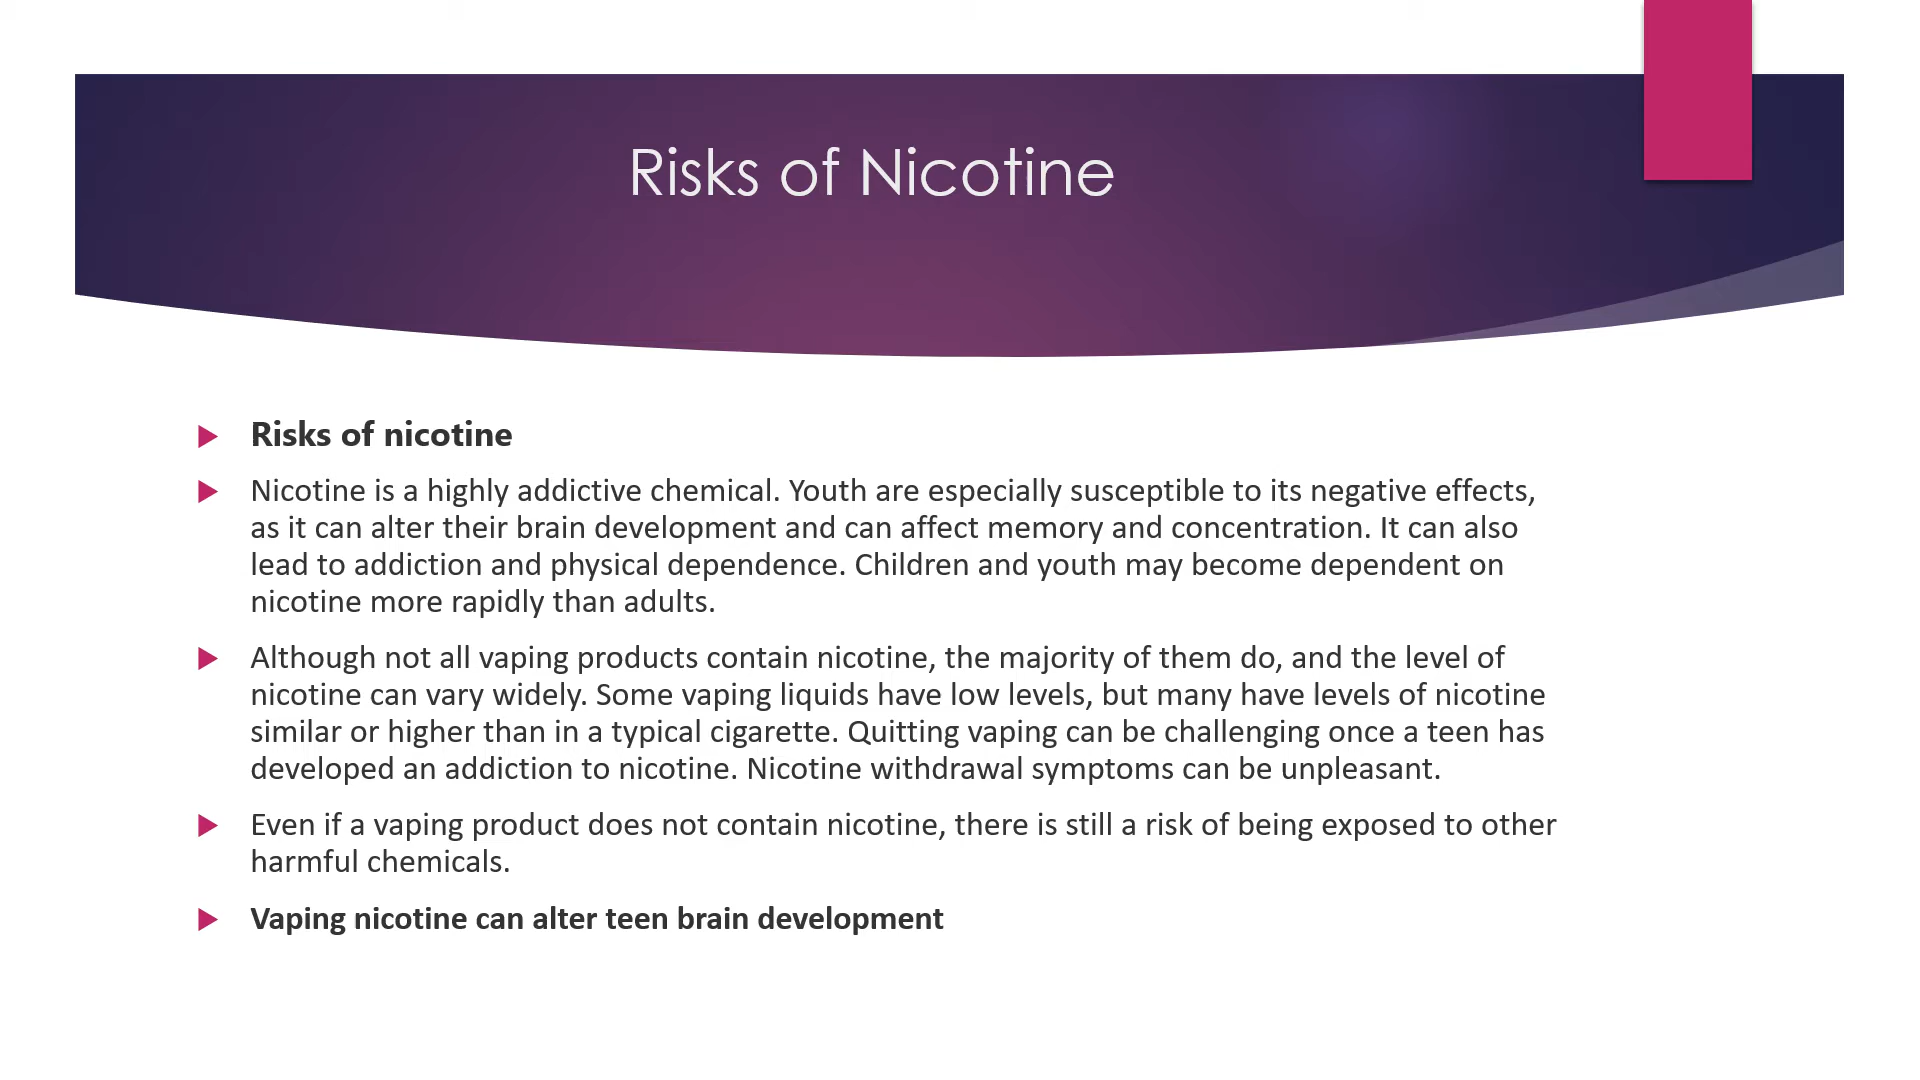 Risks of Nicotine
Risks of nicotine
Nicotine is a highly addictive chemical. Youth are especially susceptible to its negative effects,
as it can alter their brain development and can affect memory and concentration. It can also
lead to addiction and physical dependence. Children and youth may become dependent on
nicotine more rapidly than adults.
Although not all vaping products contain nicotine, the majority of them do, and the level of
nicotine can vary widely. Some vaping liquids have low levels, but many have levels of nicotine
similar or higher than in a typical cigarette. Quitting vaping can be challenging once a teen has
developed an addiction to nicotine. Nicotine withdrawal symptoms can be unpleasant.
Even if a vaping product does not contain nicotine, there is still a risk of being exposed to other
harmful chemicals.
Vaping nicotine can alter teen brain development